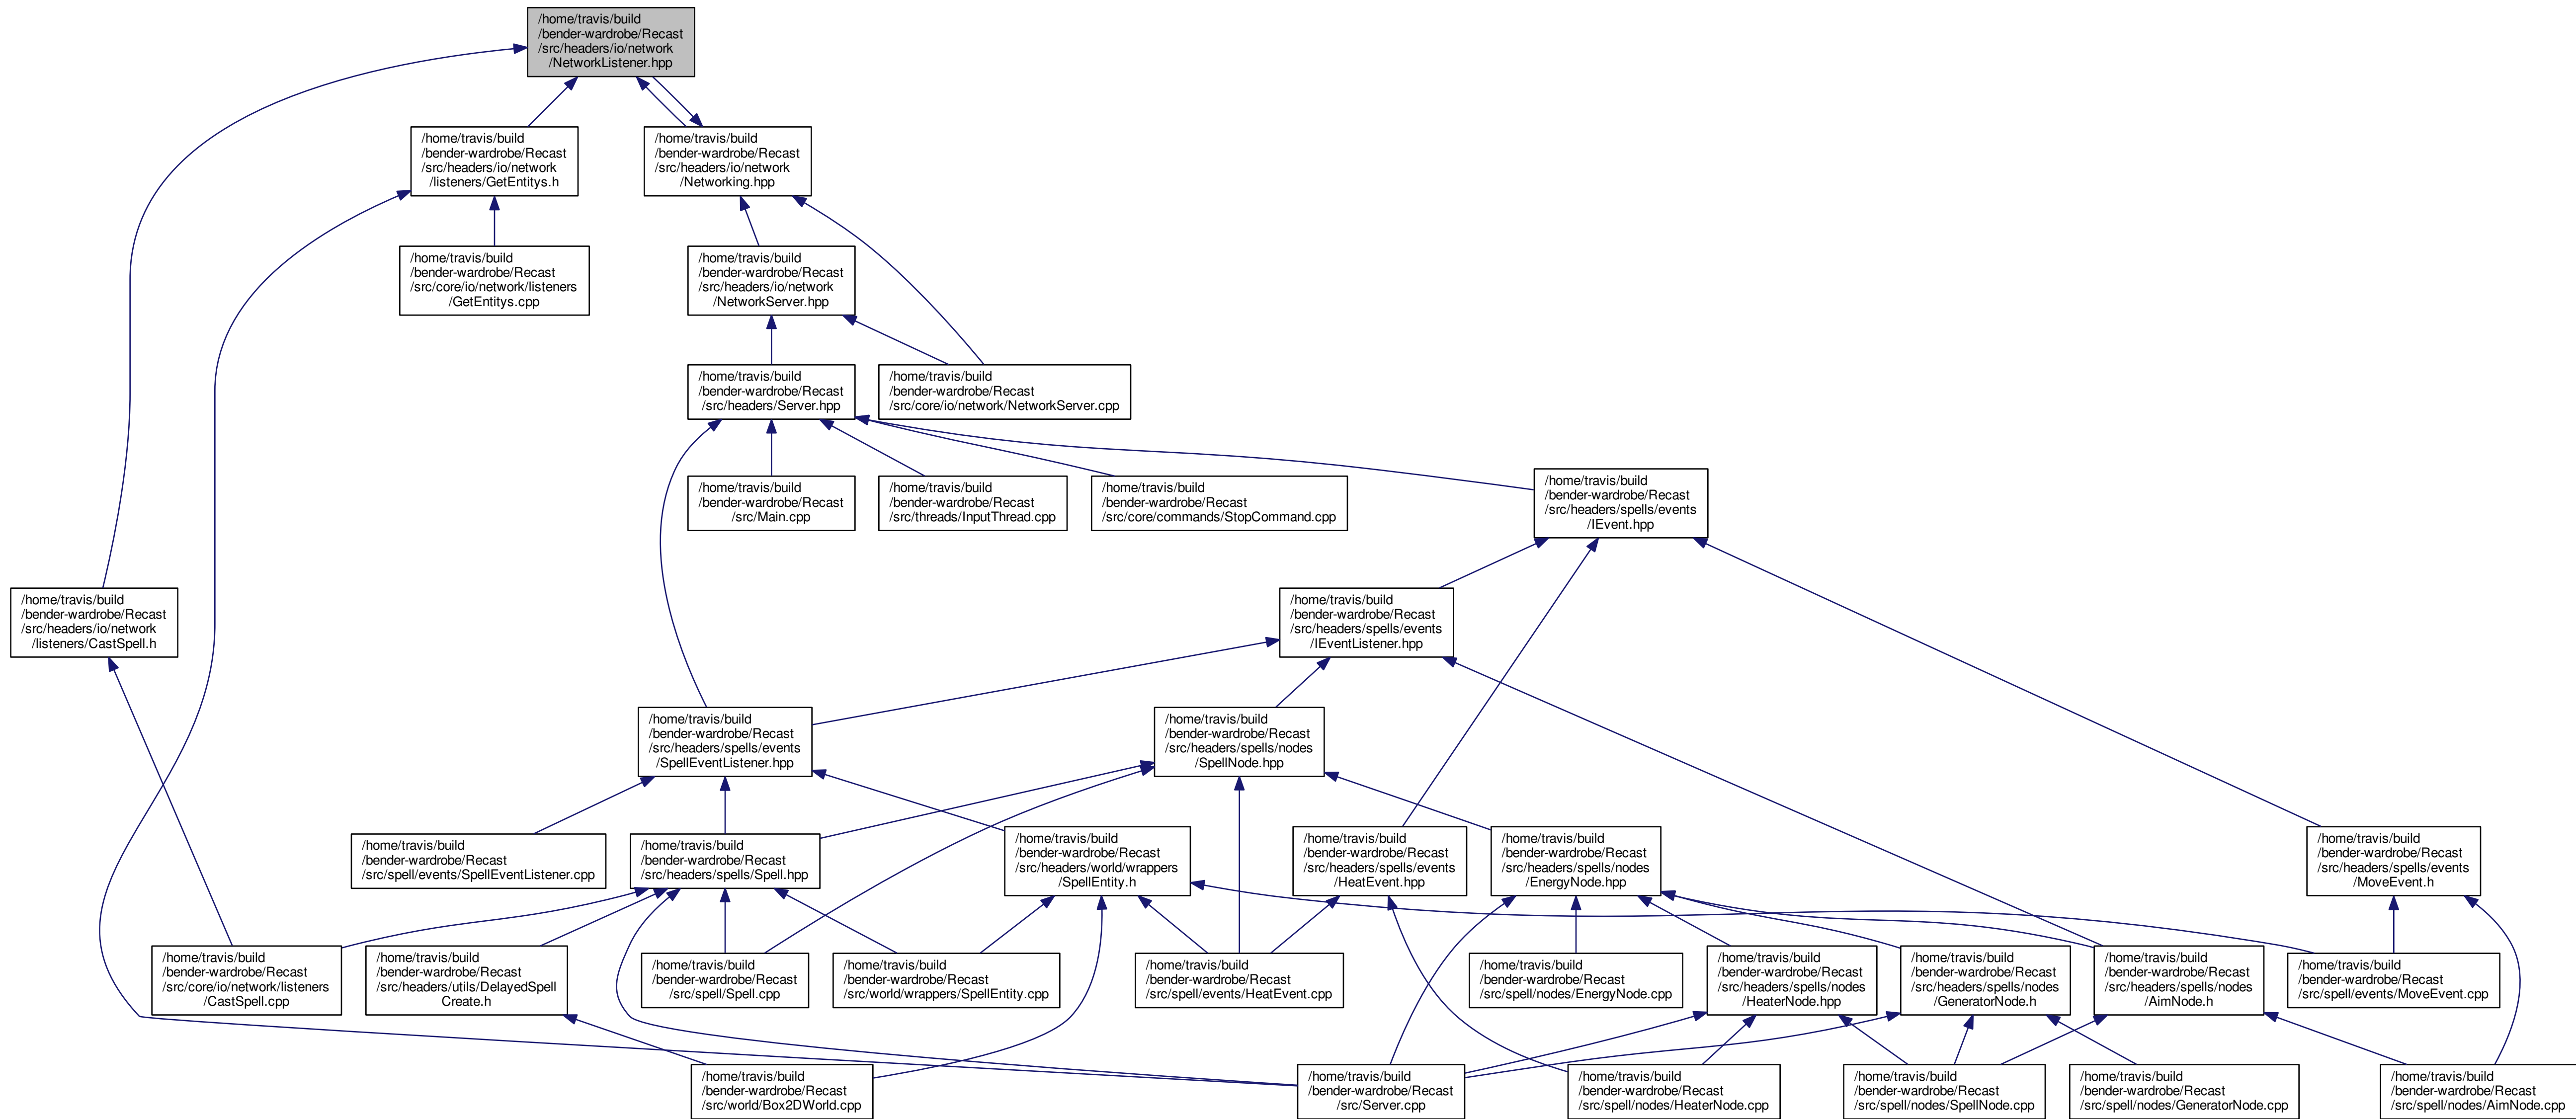 /home/travis/build
/bender-wardrobe/Recast
/src/headers/io/network
/NetworkListener.hpp
/home/travis/build
/bender-wardrobe/Recast
/src/headers/io/network
/listeners/GetEntitys.h
/home/travis/build
/bender-wardrobe/Recast
/src/headers/io/network
/Networking.hpp
/home/travis/build
/bender-wardrobe/Recast
/src/core/io/network/listeners
/GetEntitys.cpp
/home/travis/build
/bender-wardrobe/Recast
/src/headers/io/network
/NetworkServer.hpp
/home/travis/build
/bender-wardrobe/Recast
/src/headers/Server.hpp
/home/travis/build
/bender-wardrobe/Recast
/src/core/io/network/NetworkServer.cpp
/home/travis/build
/bender-wardrobe/Recast
/src/Main.cpp
/home/travis/build
/bender-wardrobe/Recast
/src/threads/InputThread.cpp
/home/travis/build
/bender-wardrobe/Recast
/src/core/commands/StopCommand.cpp
/home/travis/build
/bender-wardrobe/Recast
/src/headers/spells/events
/IEvent.hpp
/home/travis/build
/bender-wardrobe/Recast
/src/headers/io/network
/listeners/CastSpell.h
/home/travis/build
/bender-wardrobe/Recast
/src/headers/spells/events
/IEventListener.hpp
/home/travis/build
/bender-wardrobe/Recast
/src/headers/spells/events
/SpellEventListener.hpp
/home/travis/build
/bender-wardrobe/Recast
/src/headers/spells/nodes
/SpellNode.hpp
/home/travis/build
/bender-wardrobe/Recast
/src/spell/events/SpellEventListener.cpp
/home/travis/build
/bender-wardrobe/Recast
/src/headers/spells/Spell.hpp
/home/travis/build
/bender-wardrobe/Recast
/src/headers/world/wrappers
/SpellEntity.h
/home/travis/build
/bender-wardrobe/Recast
/src/headers/spells/events
/HeatEvent.hpp
/home/travis/build
/bender-wardrobe/Recast
/src/headers/spells/nodes
/EnergyNode.hpp
/home/travis/build
/bender-wardrobe/Recast
/src/headers/spells/events
/MoveEvent.h
/home/travis/build
/bender-wardrobe/Recast
/src/core/io/network/listeners
/CastSpell.cpp
/home/travis/build
/bender-wardrobe/Recast
/src/headers/utils/DelayedSpell
Create.h
/home/travis/build
/bender-wardrobe/Recast
/src/spell/Spell.cpp
/home/travis/build
/bender-wardrobe/Recast
/src/world/wrappers/SpellEntity.cpp
/home/travis/build
/bender-wardrobe/Recast
/src/spell/events/HeatEvent.cpp
/home/travis/build
/bender-wardrobe/Recast
/src/spell/nodes/EnergyNode.cpp
/home/travis/build
/bender-wardrobe/Recast
/src/headers/spells/nodes
/HeaterNode.hpp
/home/travis/build
/bender-wardrobe/Recast
/src/headers/spells/nodes
/GeneratorNode.h
/home/travis/build
/bender-wardrobe/Recast
/src/headers/spells/nodes
/AimNode.h
/home/travis/build
/bender-wardrobe/Recast
/src/spell/events/MoveEvent.cpp
/home/travis/build
/bender-wardrobe/Recast
/src/world/Box2DWorld.cpp
/home/travis/build
/bender-wardrobe/Recast
/src/Server.cpp
/home/travis/build
/bender-wardrobe/Recast
/src/spell/nodes/HeaterNode.cpp
/home/travis/build
/bender-wardrobe/Recast
/src/spell/nodes/SpellNode.cpp
/home/travis/build
/bender-wardrobe/Recast
/src/spell/nodes/GeneratorNode.cpp
/home/travis/build
/bender-wardrobe/Recast
/src/spell/nodes/AimNode.cpp